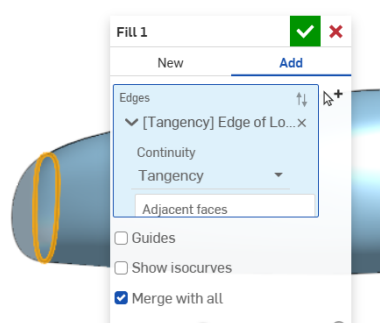 Fill 1
New Add
Edges
[Tangency] Edge of Lo...
Continuity
Tangency
Adjacent faces
Guides
Show isocurves
Merge with all